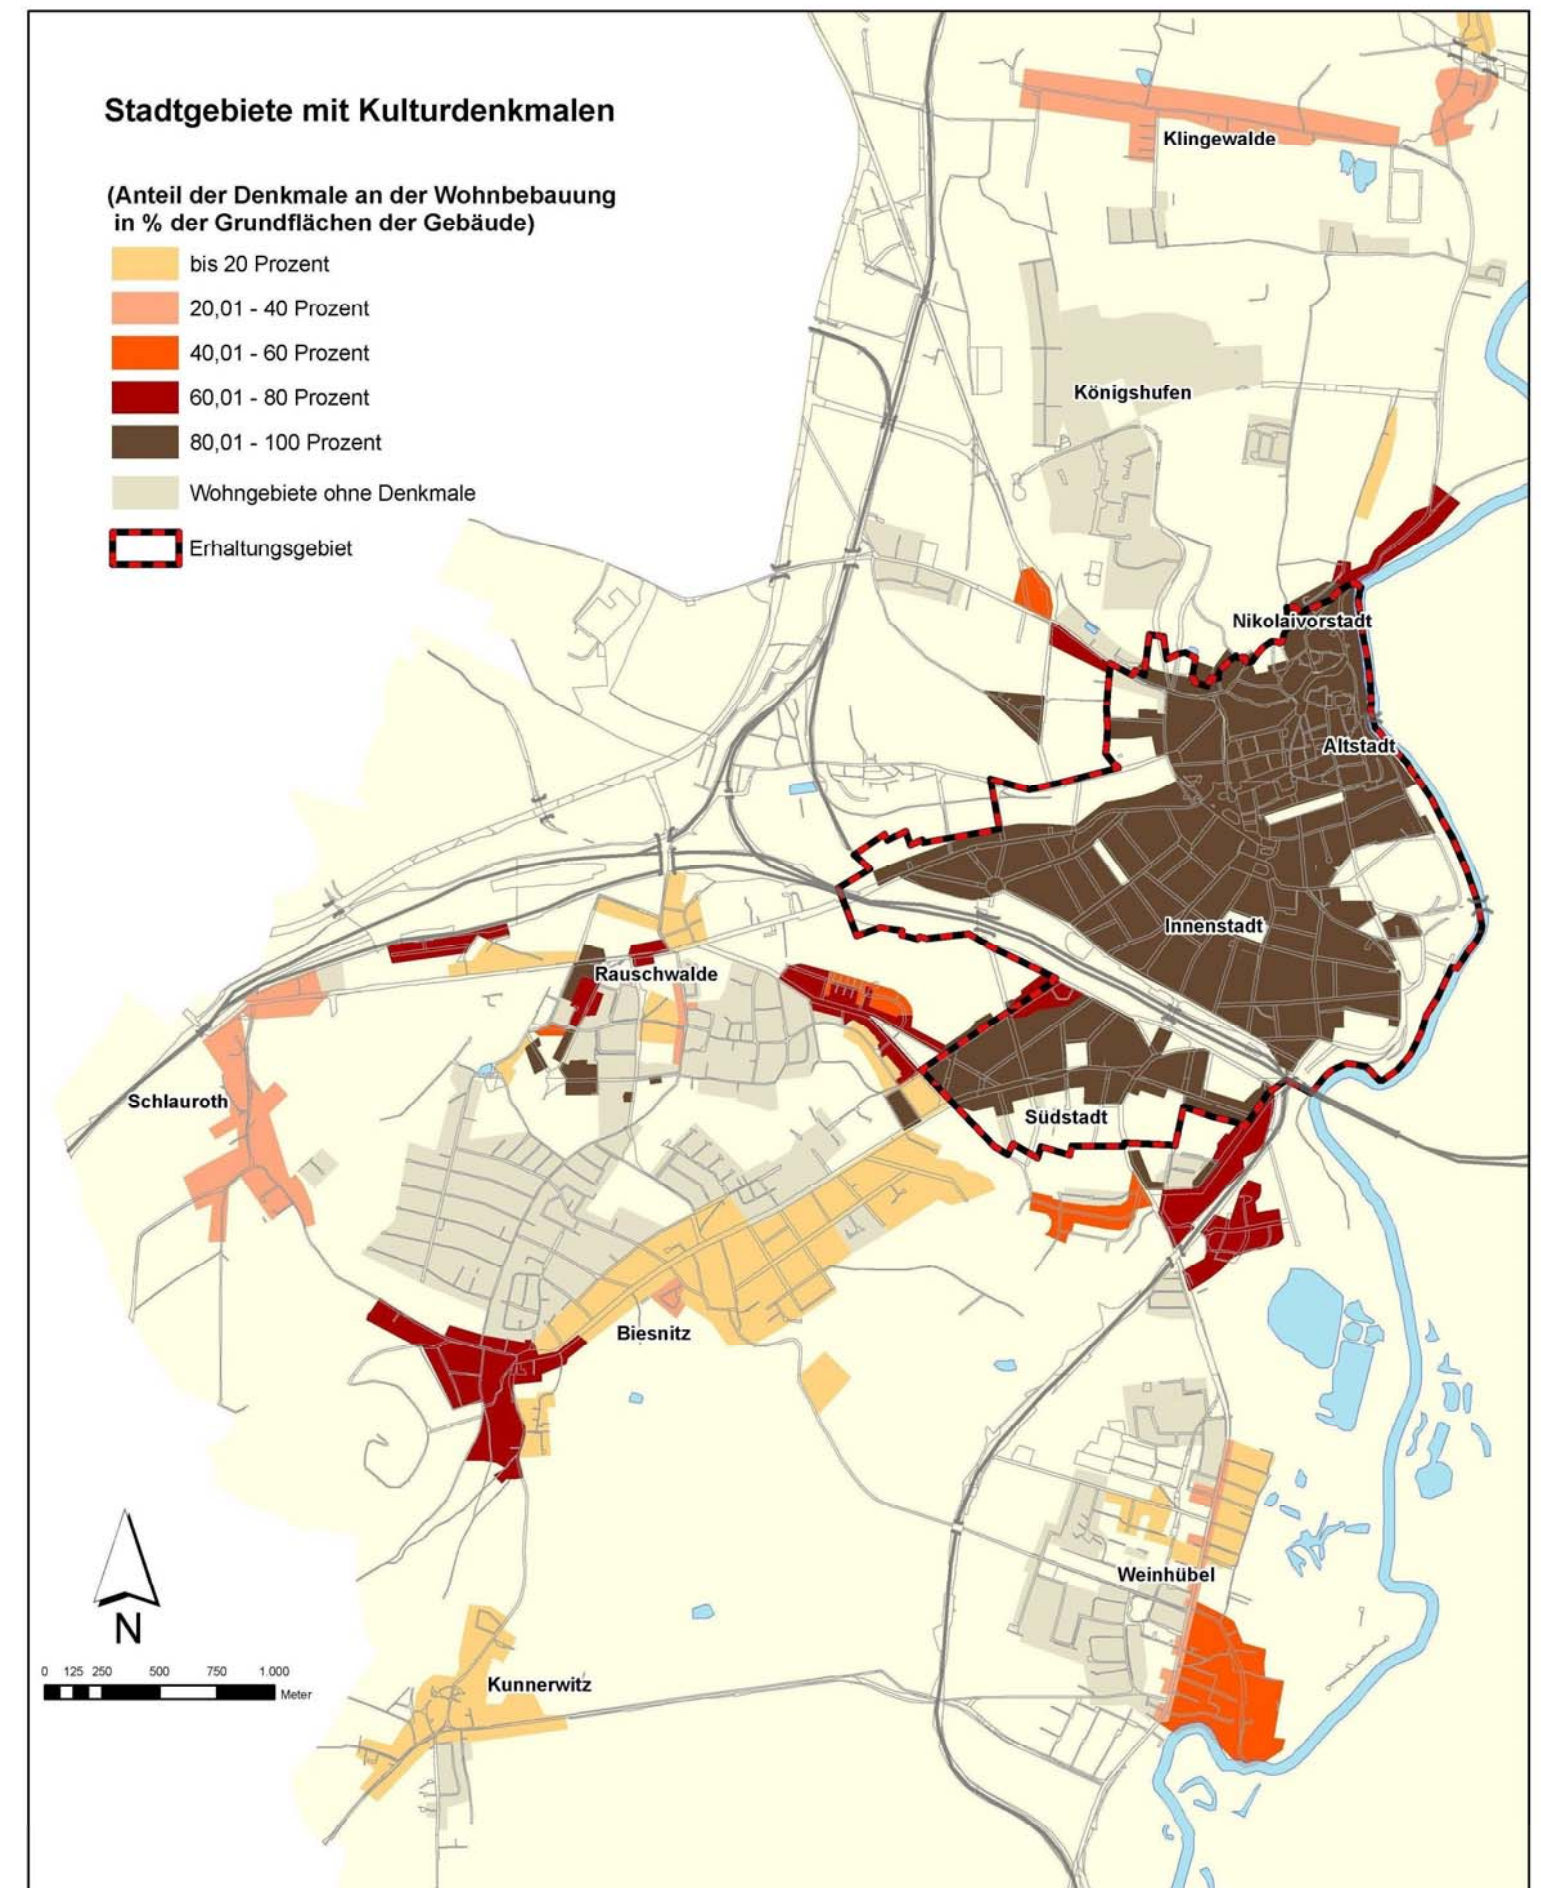 Stadtgebiete mit Kulturdenkmalen
(Anteil der Denkmale an der Wohnbebauung
in % der Grundflächen der Gebäude)
bis 20 Prozent
20,01 - 40 Prozent
40,01 - 60 Prozent
60,01 - 80 Prozent
80,01 - 100 Prozent
Wohngebiete ohne Denkmale
Erhaltungsgebiet
Klingewalde
Königshufen
Nikolaivorstadt
Altstadt
Innenstadt
Rauschwalde
Schlauroth
Südstadt
Biesnitz
Weinhübel
Kunnerwitz
N
0 125 250 500 750 1.000
Meter